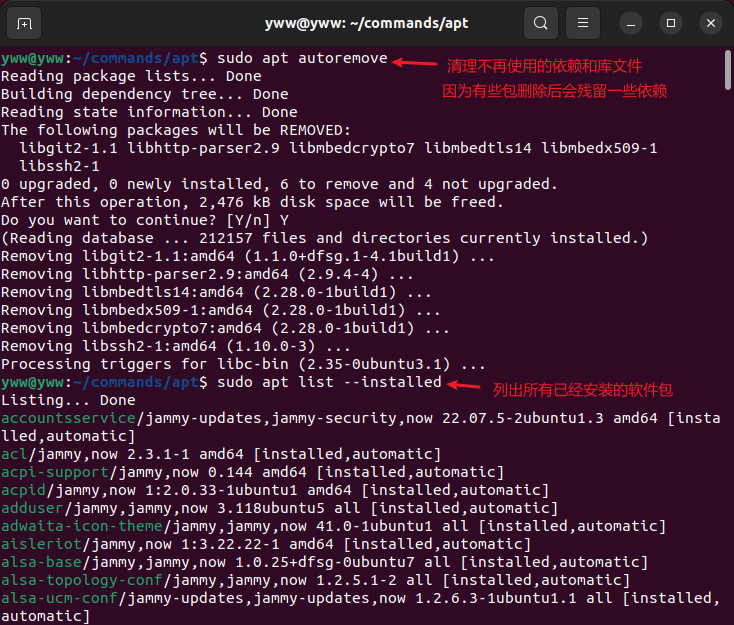 yww@yww: ~/commands/apt
yww@yww:~/commands/apt$ sudo apt autoremove
清理不再使用的依赖和库文件
Reading package lists... Done
因为有些包删除后会残留一些依赖
Building dependency tree... Done
Reading state information... Done
The following packages will be REMOVED:
  libgit2-1.1 libhttp-parser2.9 libmbedcrypto7 libmbedtls14 libmbedx509-1
  libssh2-1
0 upgraded, 0 newly installed, 6 to remove and 4 not upgraded.
After this operation, 2,476 kB disk space will be freed.
Do you want to continue? [Y/n] Y
(Reading database ... 212157 files and directories currently installed.)
Removing libgit2-1.1:amd64 (1.1.0+dfsg.1-4.1build1) ...
Removing libhttp-parser2.9:amd64 (2.9.4-4) ...
Removing libmbedtls14:amd64 (2.28.0-1build1) ...
Removing libmbedx509-1:amd64 (2.28.0-1build1) ...
Removing libmbedcrypto7:amd64 (2.28.0-1build1) ...
Removing libssh2-1:amd64 (1.10.0-3) ...
Processing triggers for libc-bin (2.35-0ubuntu3.1) ...
yww@yww:~/commands/apt$ sudo apt list --installed
列出所有已经安装的软件包
Listing... Done
accountsservice/jammy-updates,jammy-security,now 22.07.5-2ubuntu1.3 amd64 [insta
lled,automatic]
acl/jammy,now 2.3.1-1 amd64 [installed,automatic]
acpi-support/jammy,now 0.144 amd64 [installed,automatic]
acpid/jammy,now 1:2.0.33-1ubuntu1 amd64 [installed,automatic]
adduser/jammy,jammy,now 3.118ubuntu5 all [installed,automatic]
adwaita-icon-theme/jammy,jammy,now 41.0-1ubuntu1 all [installed,automatic]
aisleriot/jammy,now 1:3.22.22-1 amd64 [installed,automatic]
alsa-base/jammy,jammy,now 1.0.25+dfsg-0ubuntu7 all [installed,automatic]
alsa-topology-conf/jammy,jammy,now 1.2.5.1-2 all [installed,automatic]
alsa-ucm-conf/jammy-updates,jammy-updates,now 1.2.6.3-1ubuntu1.1 all [installed,
automatic]